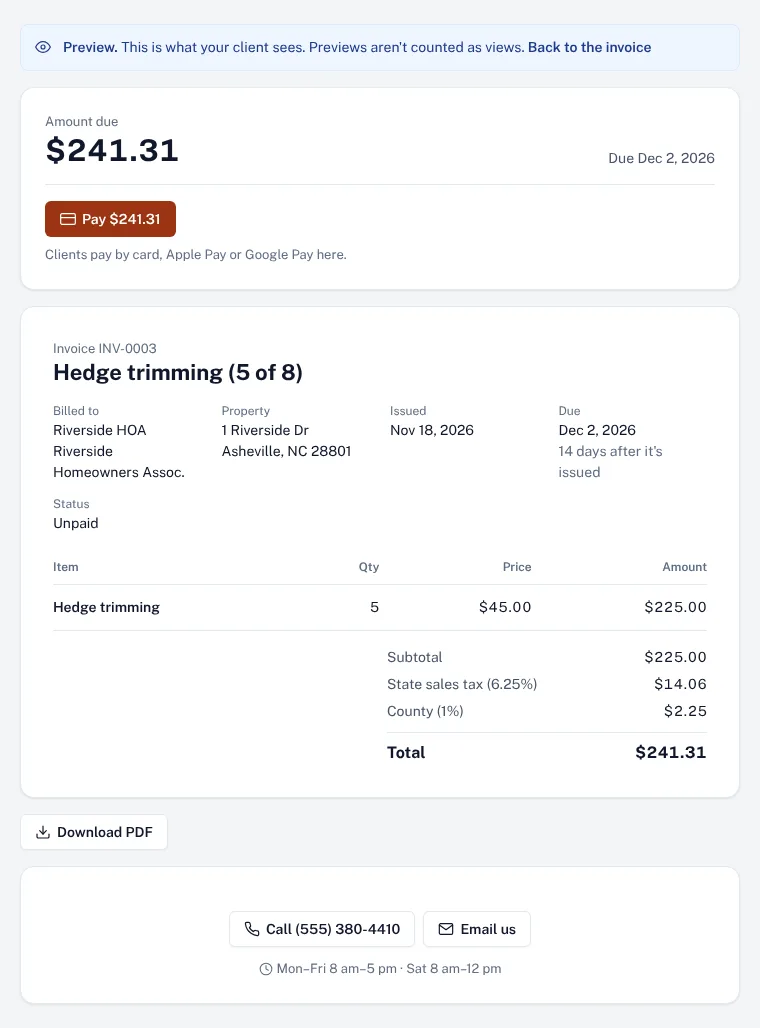 Preview. This is what your client sees. Previews aren't counted as views. Back to the invoice
Amount due
$241.31
Due Dec 2, 2026
Pay $241.31
Clients pay by card, Apple Pay or Google Pay here.
Invoice INV-0003
Hedge trimming (5 of 8)
Billed to
Riverside HOA
Riverside
Homeowners Assoc.
Property
1 Riverside Dr
Asheville, NC 28801
Issued
Nov 18, 2026
Due
Dec 2, 2026
14 days after it's
issued
Status
Unpaid
Item Qty Price Amount
Hedge trimming 5 $45.00 $225.00
Subtotal $225.00
State sales tax (6.25%) $14.06
County (1%) $2.25
Total $241.31
Download PDF
Call (555) 380-4410 Email us
Mon–Fri 8 am–5 pm · Sat 8 am–12 pm